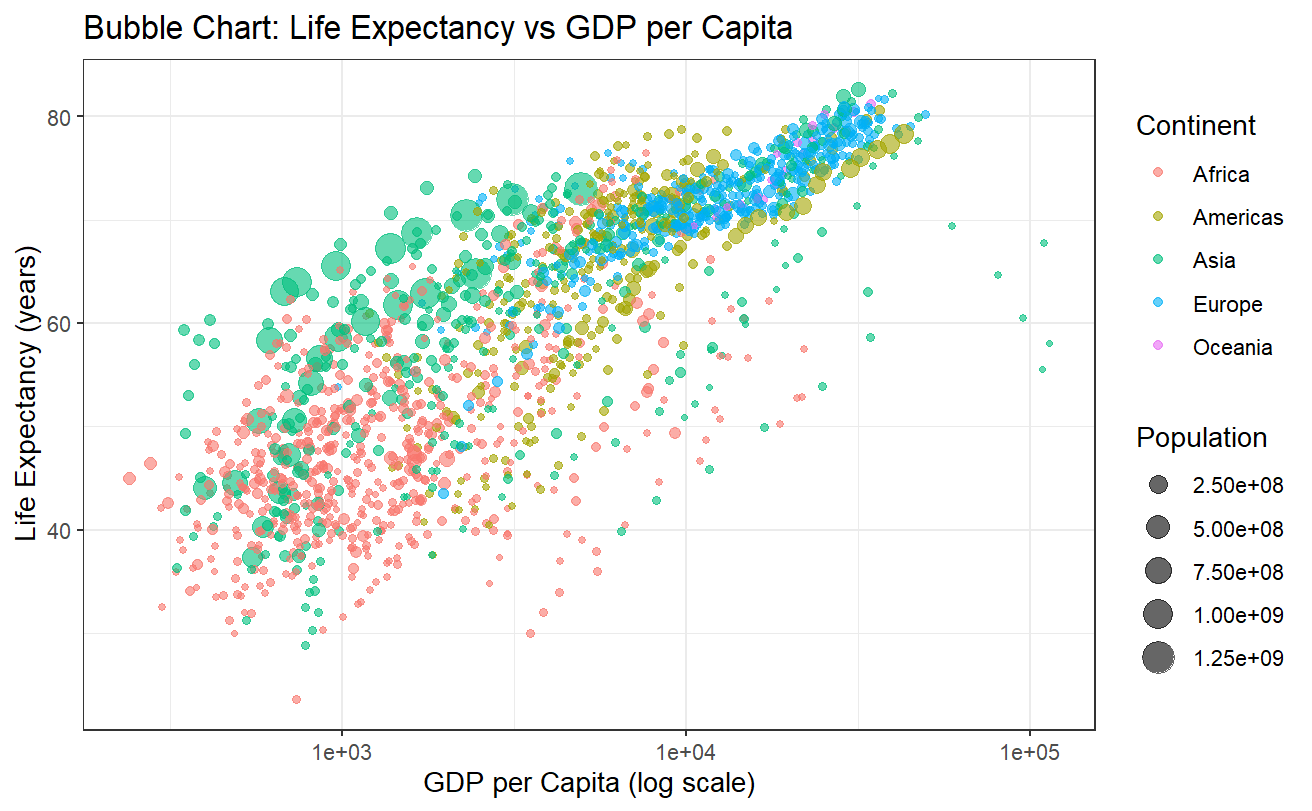 Bubble Chart: Life Expectancy vs GDP per Capita
Life Expectancy (years)
80
60
40
1e+03
1e+04
1e+05
GDP per Capita (log scale)
Continent
Africa
Americas
Asia
Europe
Oceania
Population
2.50e+08
5.00e+08
7.50e+08
1.00e+09
1.25e+09